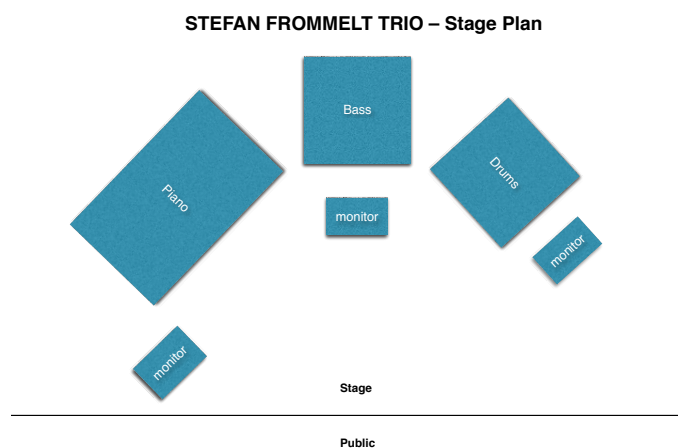 STEFAN FROMMELT TRIO – Stage Plan
Bass
Piano
Drums
monitor
monitor
monitor
Stage
Public